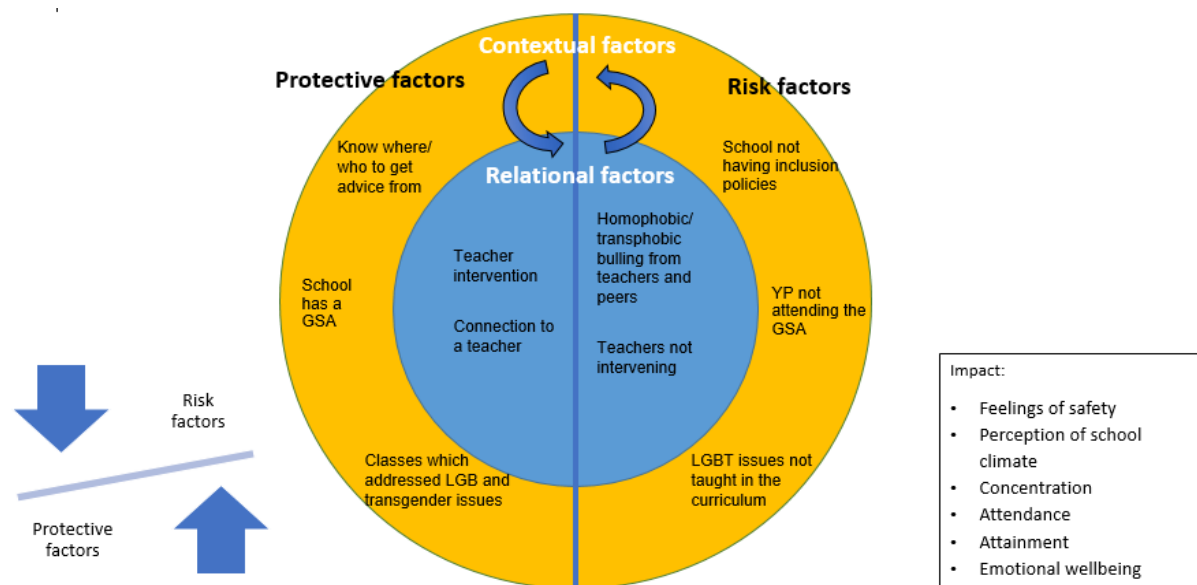 Contextual factors
Protective factors
Risk factors
Know where/
who to get
advice from
School not
having inclusion
policies
Relational factors
Teacher
intervention
Homophobic/
transphobic
bulling from
teachers and
peers
School
has a
GSA
YP not
attending the
GSA
Connection to
a teacher
Teachers not
intervening
Classes which
addressed LGB and
transgender issues
LGBT issues not
taught in the
curriculum
Risk
factors
Protective
factors
Impact:
• Feelings of safety
• Perception of school
climate
• Concentration
• Attendance
• Attainment
• Emotional wellbeing